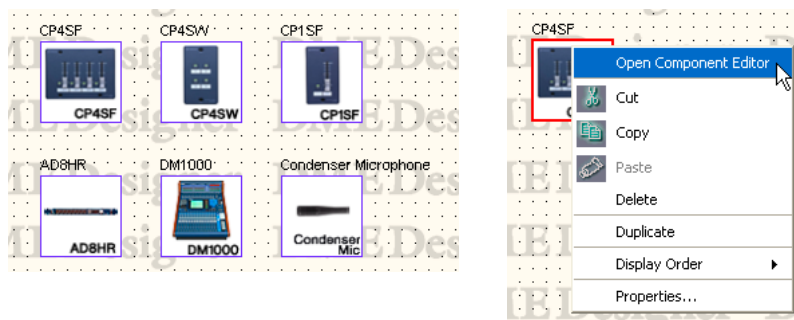 CP4SF
CP4SW
CP1SF
CP4SF
CP4SW
CP1SF
AD8HR
DM1000
Condenser Microphone
AD8HR
DM1000
Condenser
Mic
CP4SF
Open Component Editor
Cut
Copy
Paste
Delete
Duplicate
Display Order
Properties...